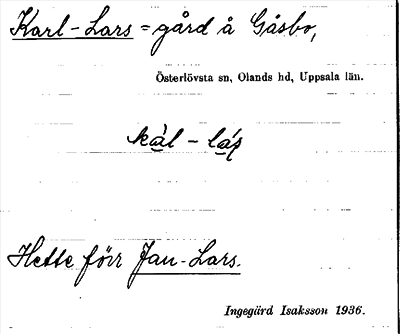 Karl-Lars = gård å Gåsbo,
Österlövsta sn, Olands hd, Uppsala län.
Hette förr Jan-Lars.
Ingegärd Isaksson 1936.